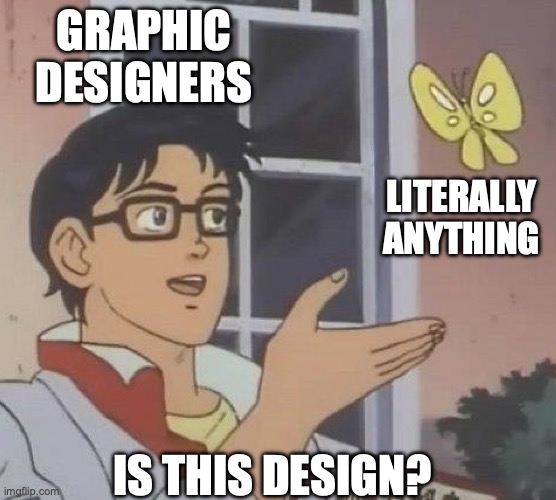 GRAPHIC
DESIGNERS
LITERALLY
ANYTHING
IS THIS DESIGN?
imgflip.com